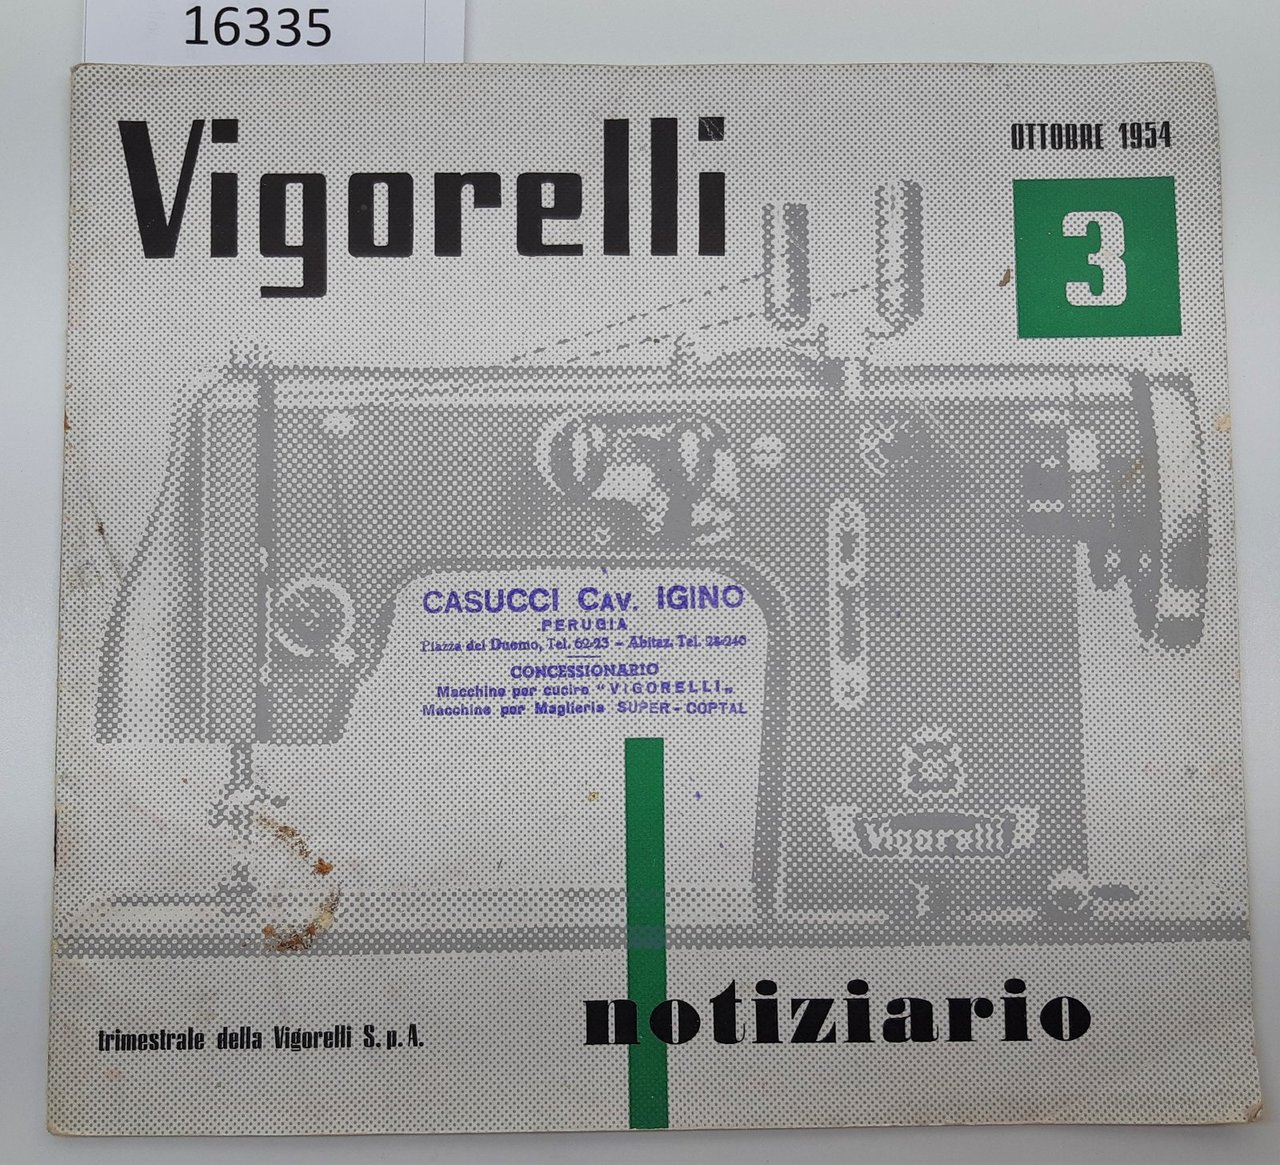 16335
Vigorelli
OTTOBRE 1954
3
CASUCCI CAV. IGINO
PERUGIA
Piazza del Duomo, Tel. 62-23 - Abitaz. Tel. 28-240
CONCESSIONARIO
Macchine per cucire "VIGORELLI„
Macchine per Maglieria SUPER - COPTAL
Vigorelli
notiziario
trimestrale della Vigorelli S.p.A.